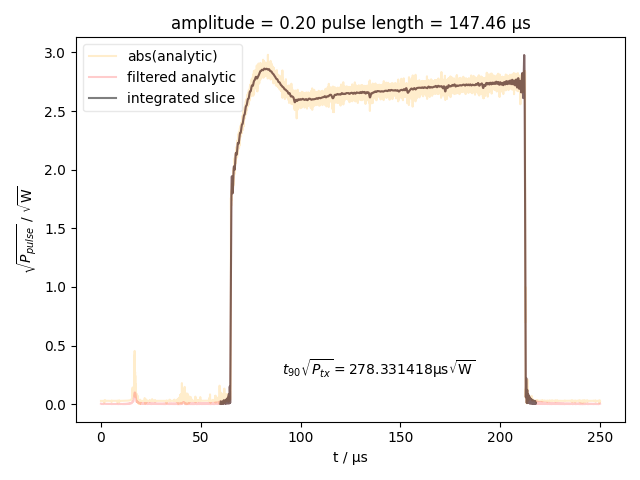 amplitude = 0.20 pulse length = 147.46 µs
abs(analytic)
filtered analytic
integrated slice
√P_pulse / √W
3.0
2.5
2.0
1.5
1.0
0.5
0.0
t₉₀√P_tx = 278.331418µs√W
0 50 100 150 200 250
t / µs